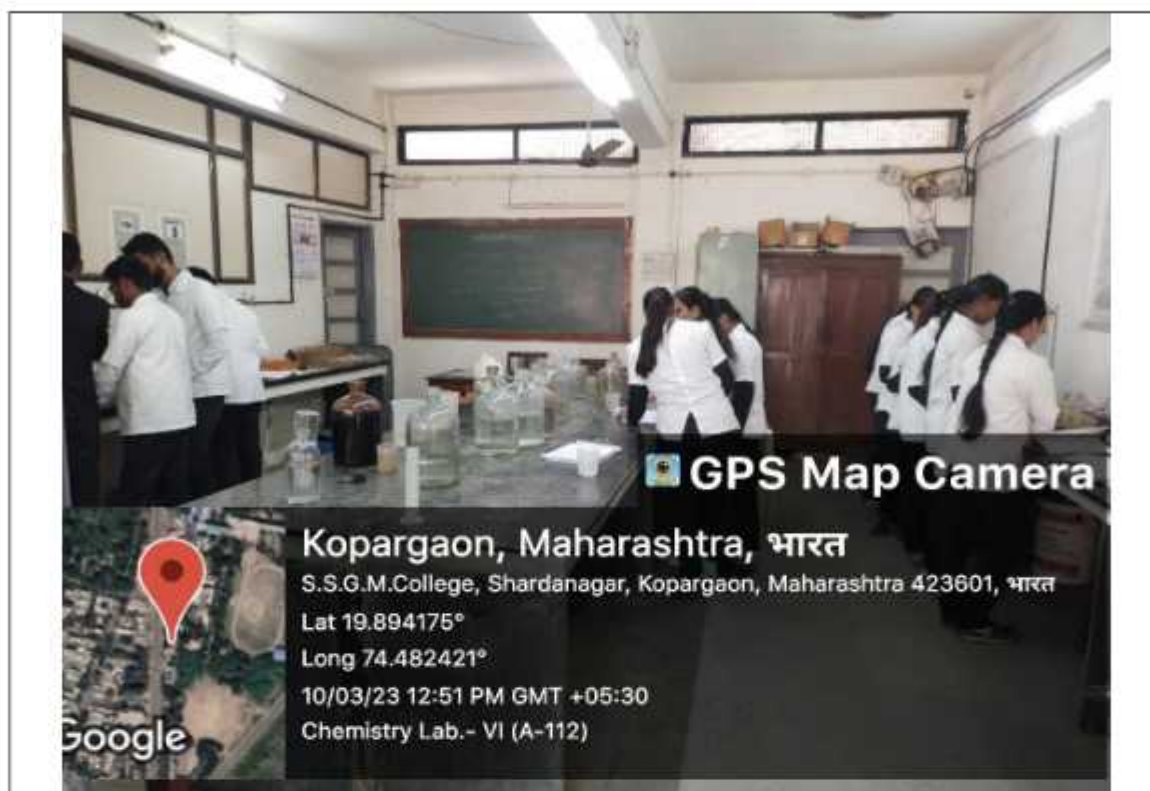 GPS Map Camera
Kopargaon, Maharashtra, भारत
S.S.G.M.College, Shardanagar, Kopargaon, Maharashtra 423601, भारत
Lat 19.894175°
Long 74.482421°
10/03/23 12:51 PM GMT +05:30
Chemistry Lab.- VI (A-112)
Google